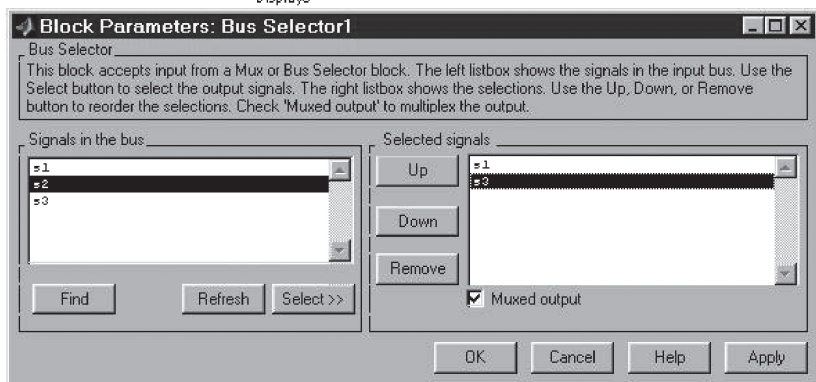 Displays
Block Parameters: Bus Selector1
Bus Selector
This block accepts input from a Mux or Bus Selector block. The left listbox shows the signals in the input bus. Use the
Select button to select the output signals. The right listbox shows the selections. Use the Up, Down, or Remove
button to reorder the selections. Check 'Muxed output' to multiplex the output.
Signals in the bus
s1
s2
s3
Find
Refresh
Select >>
Selected signals
Up
Down
Remove
s1
s3
Muxed output
OK
Cancel
Help
Apply